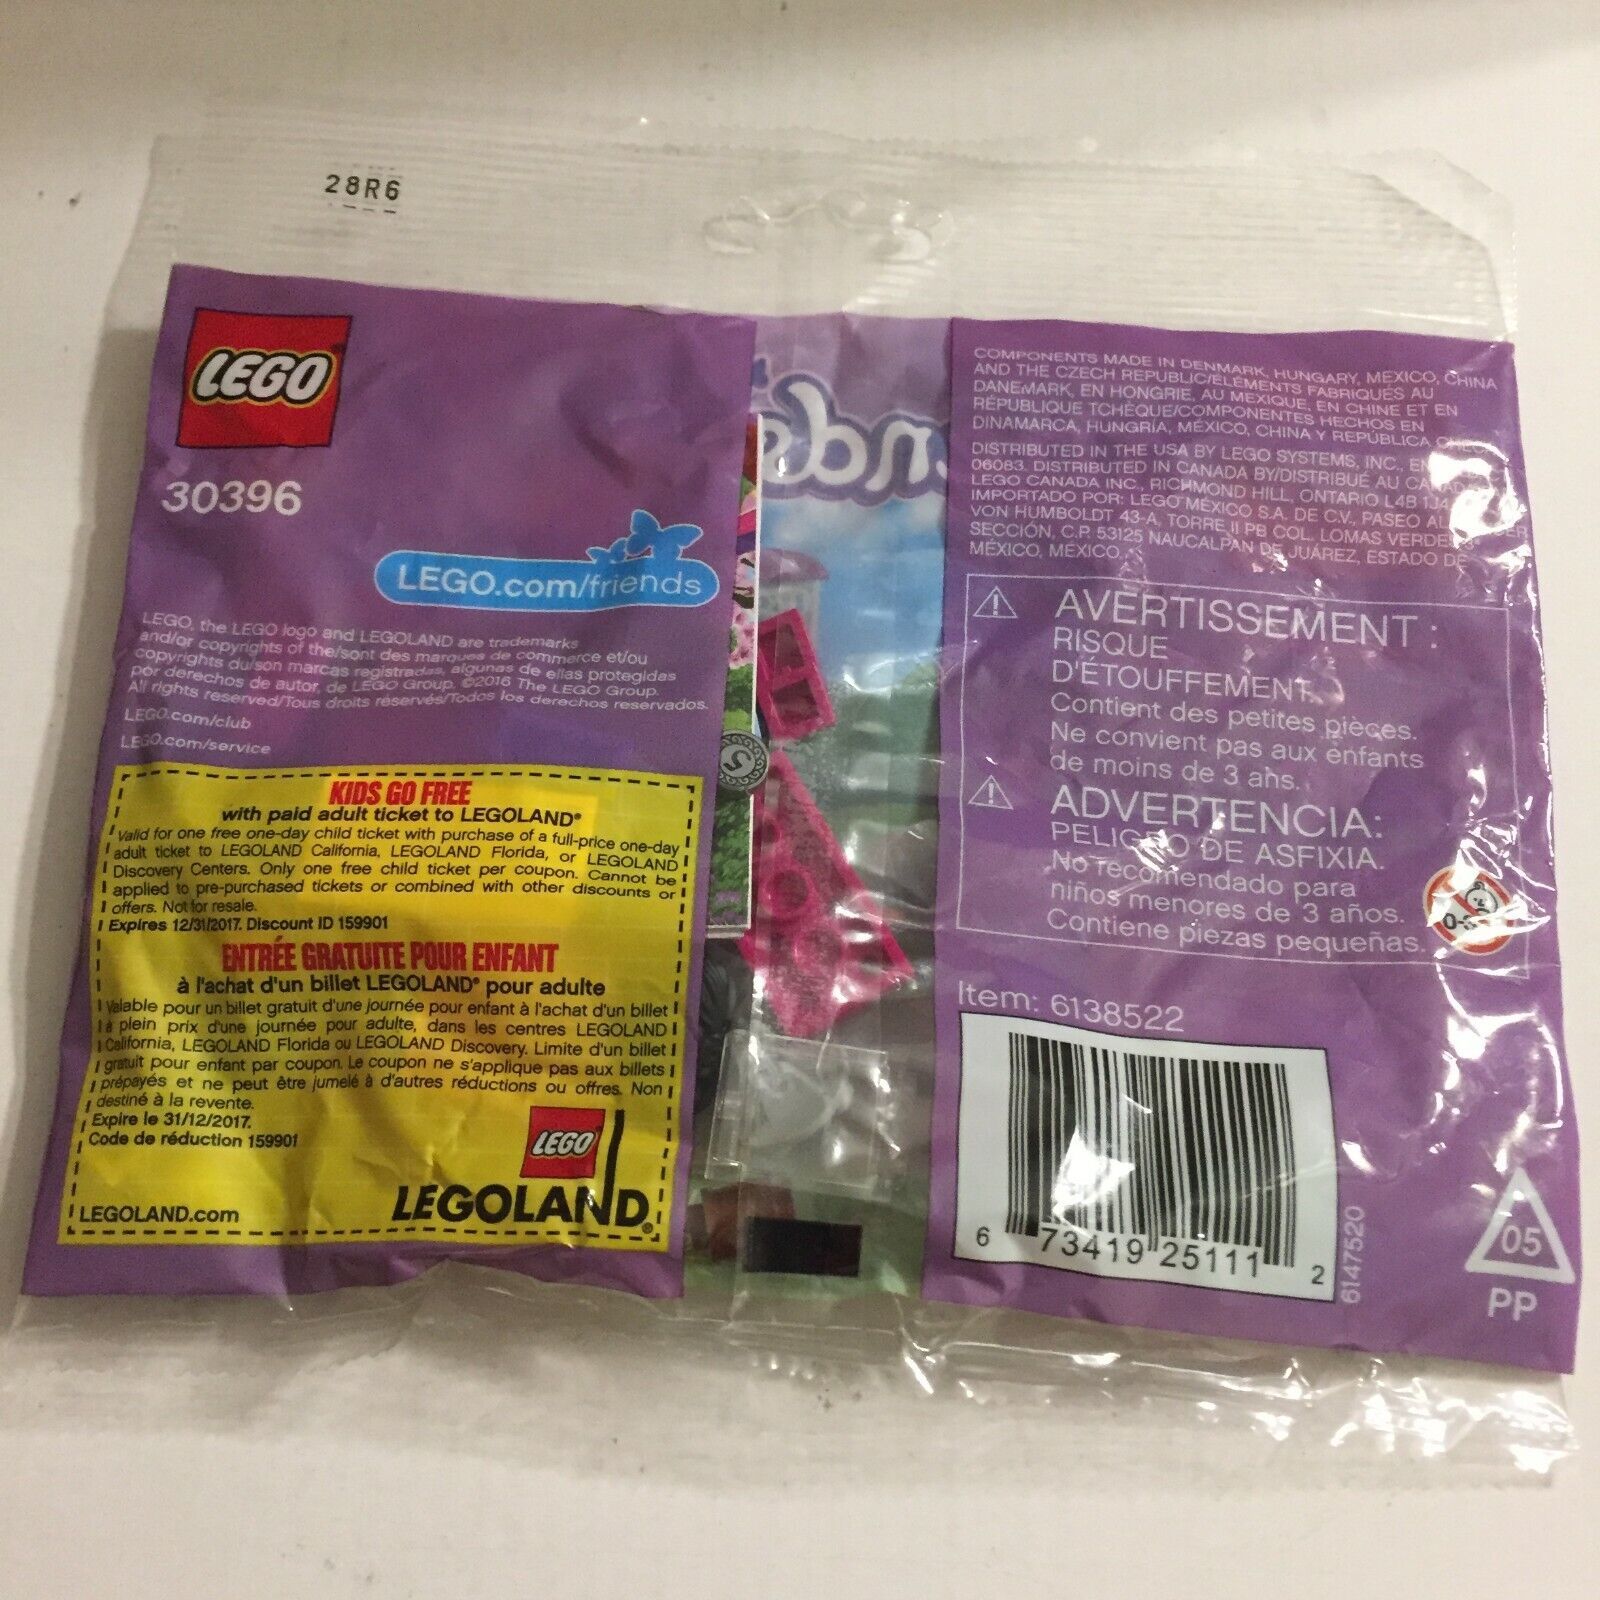 28R6
LEGO
30396
LEGO.com/friends
LEGO, the LEGO logo and LEGOLAND are trademarks
and/or copyrights of the/sont des marques de commerce et/ou
copyrights du/son marcas registradas, algunas de ellas protegidas
por derechos de autor, de LEGO Group. ©2016 The LEGO Group.
All rights reserved/Tous droits réservés/Todos los derechos reservados.
LEGO.com/club
LEGO.com/service
KIDS GO FREE
with paid adult ticket to LEGOLAND®
Valid for one free one-day child ticket with purchase of a full-price one-day
adult ticket to LEGOLAND California, LEGOLAND Florida, or LEGOLAND
Discovery Centers. Only one free child ticket per coupon. Cannot be
applied to pre-purchased tickets or combined with other discounts or
offers. Not for resale.
Expires 12/31/2017. Discount ID 159901
ENTRÉE GRATUITE POUR ENFANT
à l'achat d'un billet LEGOLAND® pour adulte
Valable pour un billet gratuit d'une journée pour enfant à l'achat d'un billet
à plein prix d'une journée pour adulte, dans les centres LEGOLAND
California, LEGOLAND Florida ou LEGOLAND Discovery. Limite d'un billet
gratuit pour enfant par coupon. Le coupon ne s'applique pas aux billets
prépayés et ne peut être jumelé à d'autres réductions ou offres. Non
destiné à la revente.
Expire le 31/12/2017.
Code de réduction 159901
LEGOLAND.com
LEGO
LEGOLAND®
COMPONENTS MADE IN DENMARK, HUNGARY, MEXICO, CHINA
AND THE CZECH REPUBLIC/ÉLÉMENTS FABRIQUÉS AU
DANEMARK, EN HONGRIE, AU MEXIQUE, EN CHINE ET EN
RÉPUBLIQUE TCHÈQUE/COMPONENTES HECHOS EN
DINAMARCA, HUNGRÍA, MÉXICO, CHINA Y REPÚBLICA
DISTRIBUTED IN THE USA BY LEGO SYSTEMS, INC.,
06083. DISTRIBUTED IN CANADA BY/DISTRIBUÉ AU
LEGO CANADA INC., RICHMOND HILL, ONTARIO L4B
IMPORTADO POR: LEGO MÉXICO S.A. DE C.V., PASEO
VON HUMBOLDT 43-A, TORRE II PB COL. LOMAS VERDES
SECCIÓN, C.P. 53125 NAUCALPAN DE JUÁREZ, ESTADO DE
MÉXICO, MÉXICO.
AVERTISSEMENT :
RISQUE
D'ÉTOUFFEMENT.
Contient des petites pièces.
Ne convient pas aux enfants
de moins de 3 ans.
ADVERTENCIA:
PELIGRO DE ASFIXIA.
No recomendado para
niños menores de 3 años.
Contiene piezas pequeñas.
Item: 6138522
6 73419 25111 2
6147520
05
PP